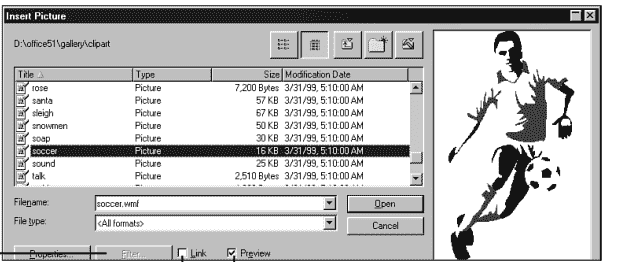 Insert Picture
D:\office51\gallery\clipart
Title Type Size Modification Date
rose Picture 7,200 Bytes 3/31/99, 5:10:00 AM
santa Picture 57 KB 3/31/99, 5:10:00 AM
sleigh Picture 67 KB 3/31/99, 5:10:00 AM
snowmen Picture 50 KB 3/31/99, 5:10:00 AM
soap Picture 30 KB 3/31/99, 5:10:00 AM
soccer Picture 16 KB 3/31/99, 5:10:00 AM
sound Picture 25 KB 3/31/99, 5:10:00 AM
talk Picture 2,510 Bytes 3/31/99, 5:10:00 AM
Filename: soccer.wmf Open
File type: <All formats> Cancel
Properties... Filter... Link Preview